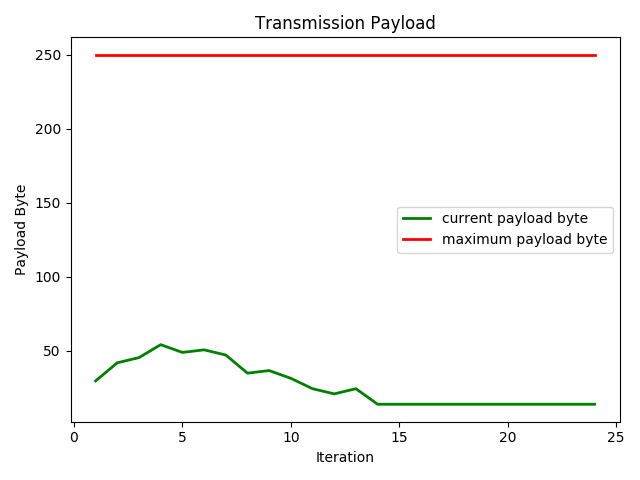 Transmission Payload
250
200
150
100
50
Payload Byte
current payload byte
maximum payload byte
0 5 10 15 20 25
Iteration